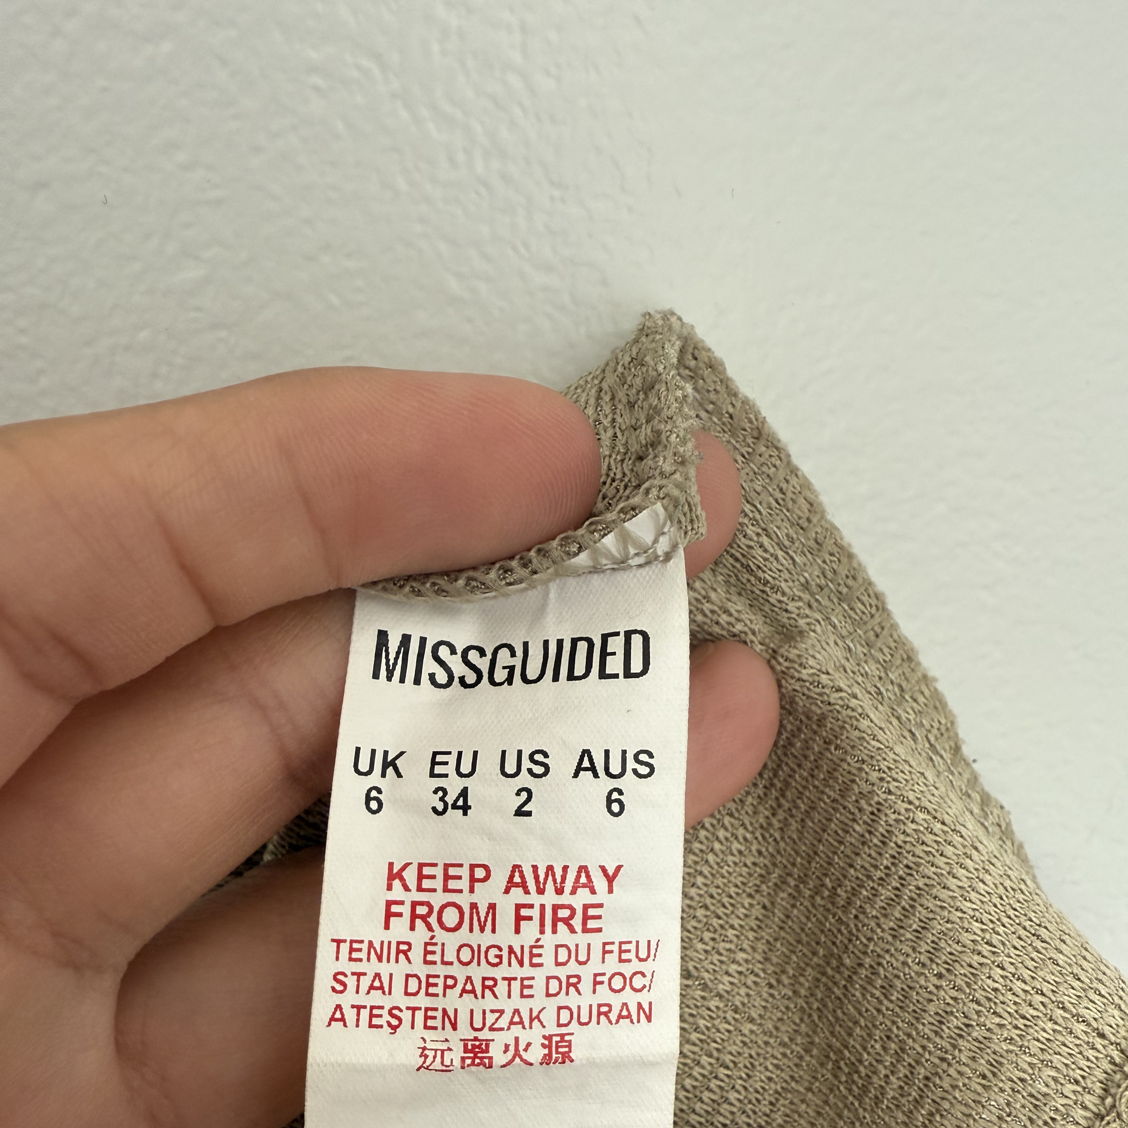 MISSGUIDED
UK EU US AUS
6 34 2 6
KEEP AWAY
FROM FIRE
TENIR ÉLOIGNÉ DU FEU/
STAI DEPARTE DR FOC/
ATEŞTEN UZAK DURAN
远离火源